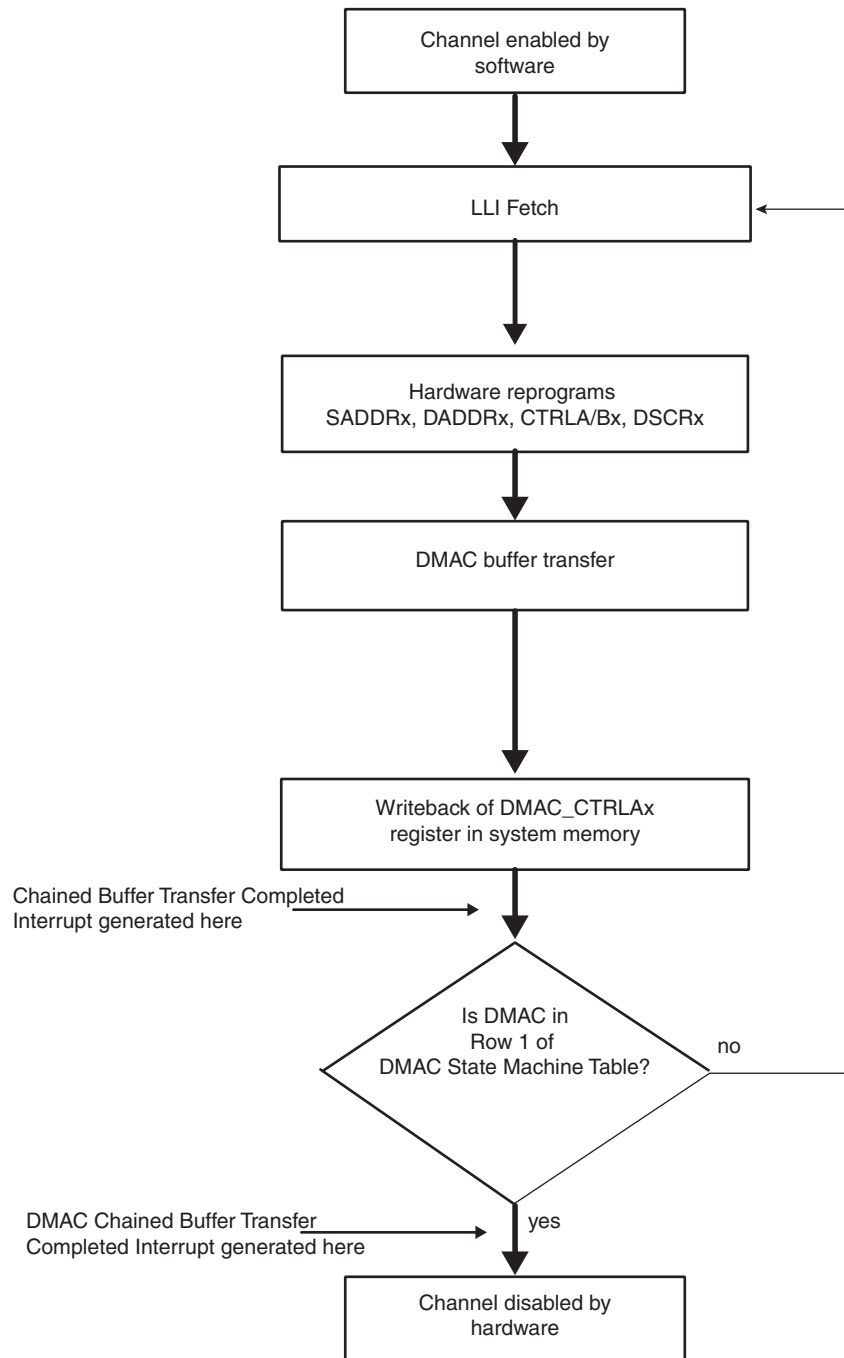 Channel enabled by
software
LLI Fetch
Hardware reprograms
SADDRx, DADDRx, CTRLA/Bx, DSCRx
DMAC buffer transfer
Writeback of DMAC_CTRLAx
register in system memory
Chained Buffer Transfer Completed
Interrupt generated here
Is DMAC in
Row 1 of
DMAC State Machine Table?
no
yes
DMAC Chained Buffer Transfer
Completed Interrupt generated here
Channel disabled by
hardware